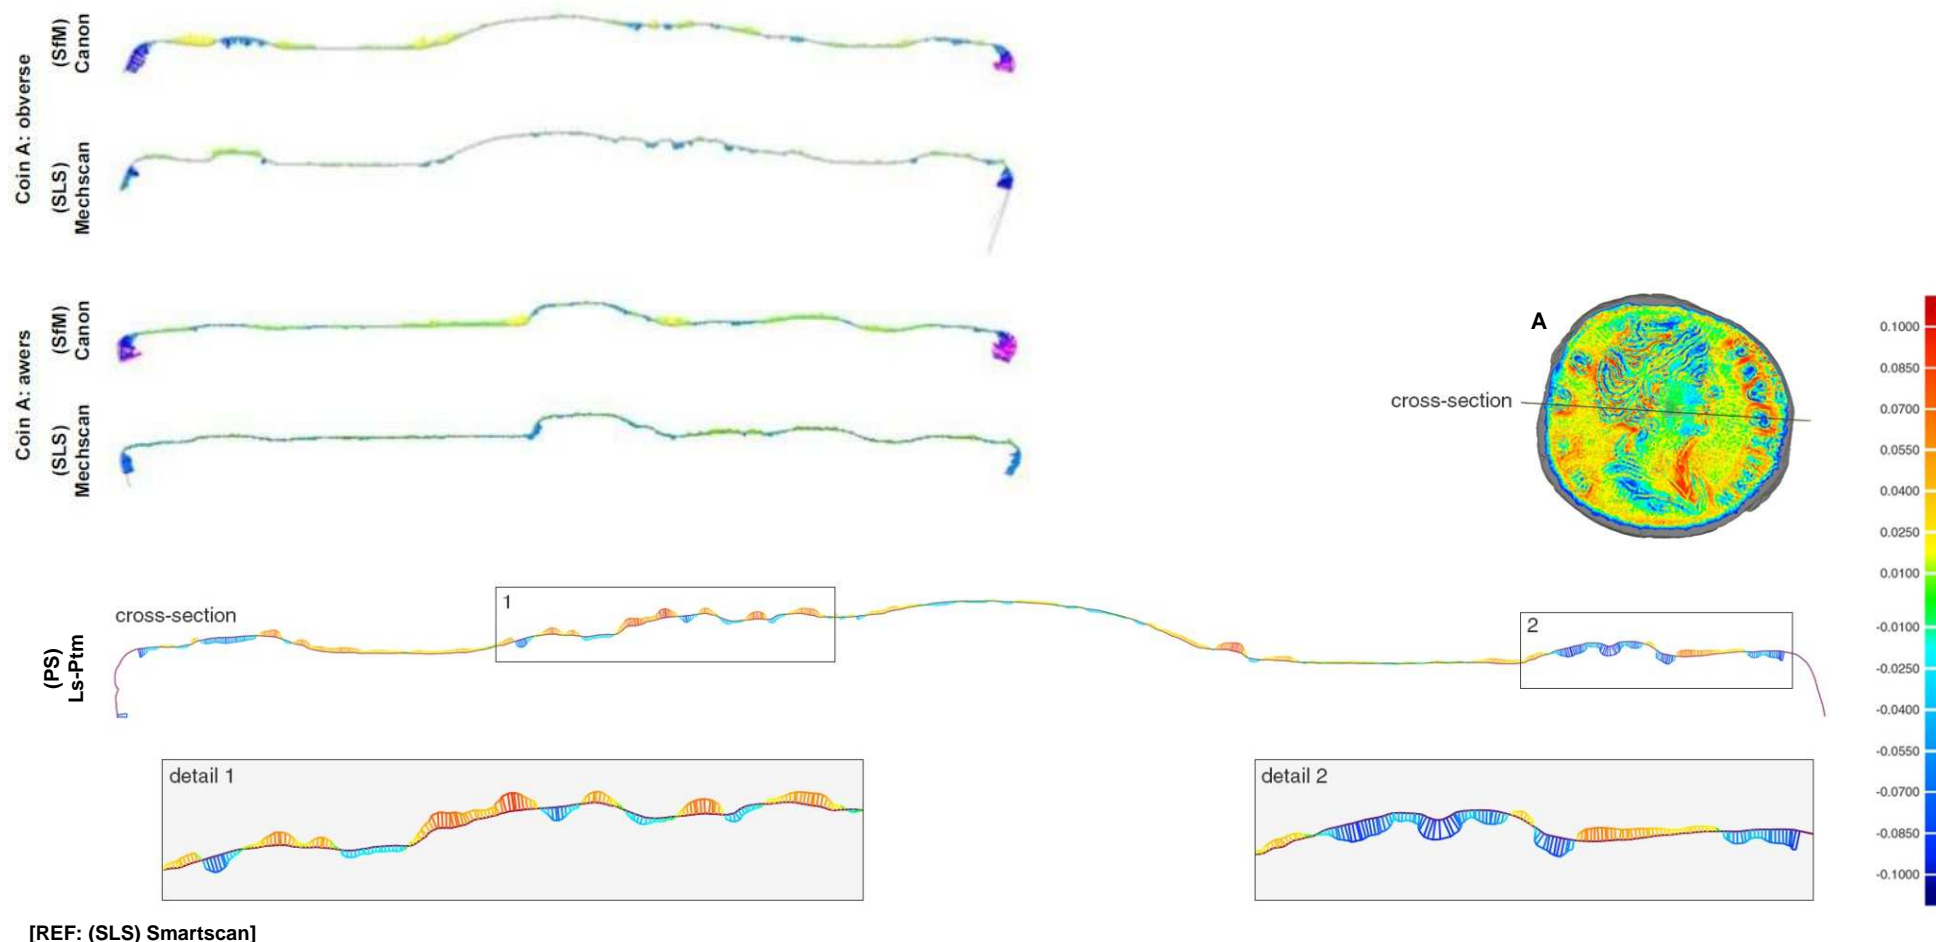 Coin A: obverse
(SfM)
Canon
(SLS)
Mechscan
Coin A: awers
(SfM)
Canon
(SLS)
Mechscan
A
cross-section
0.1000
0.0850
0.0700
0.0550
0.0400
0.0250
0.0100
-0.0100
-0.0250
-0.0400
-0.0550
-0.0700
-0.0850
-0.1000
(PS)
Ls-Ptm
cross-section
1
2
detail 1
detail 2
[REF: (SLS) Smartscan]